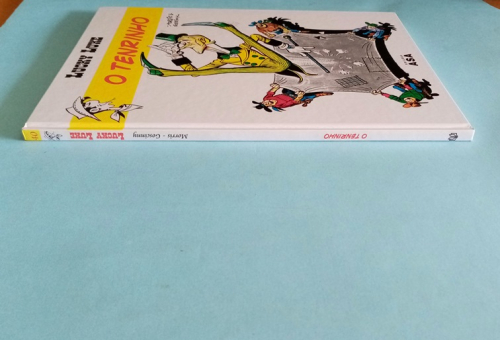 LUCKY LUKE
O TENRINHO
ASA
LUCKY LUKE
Morris - Goscinny
O TENRINHO